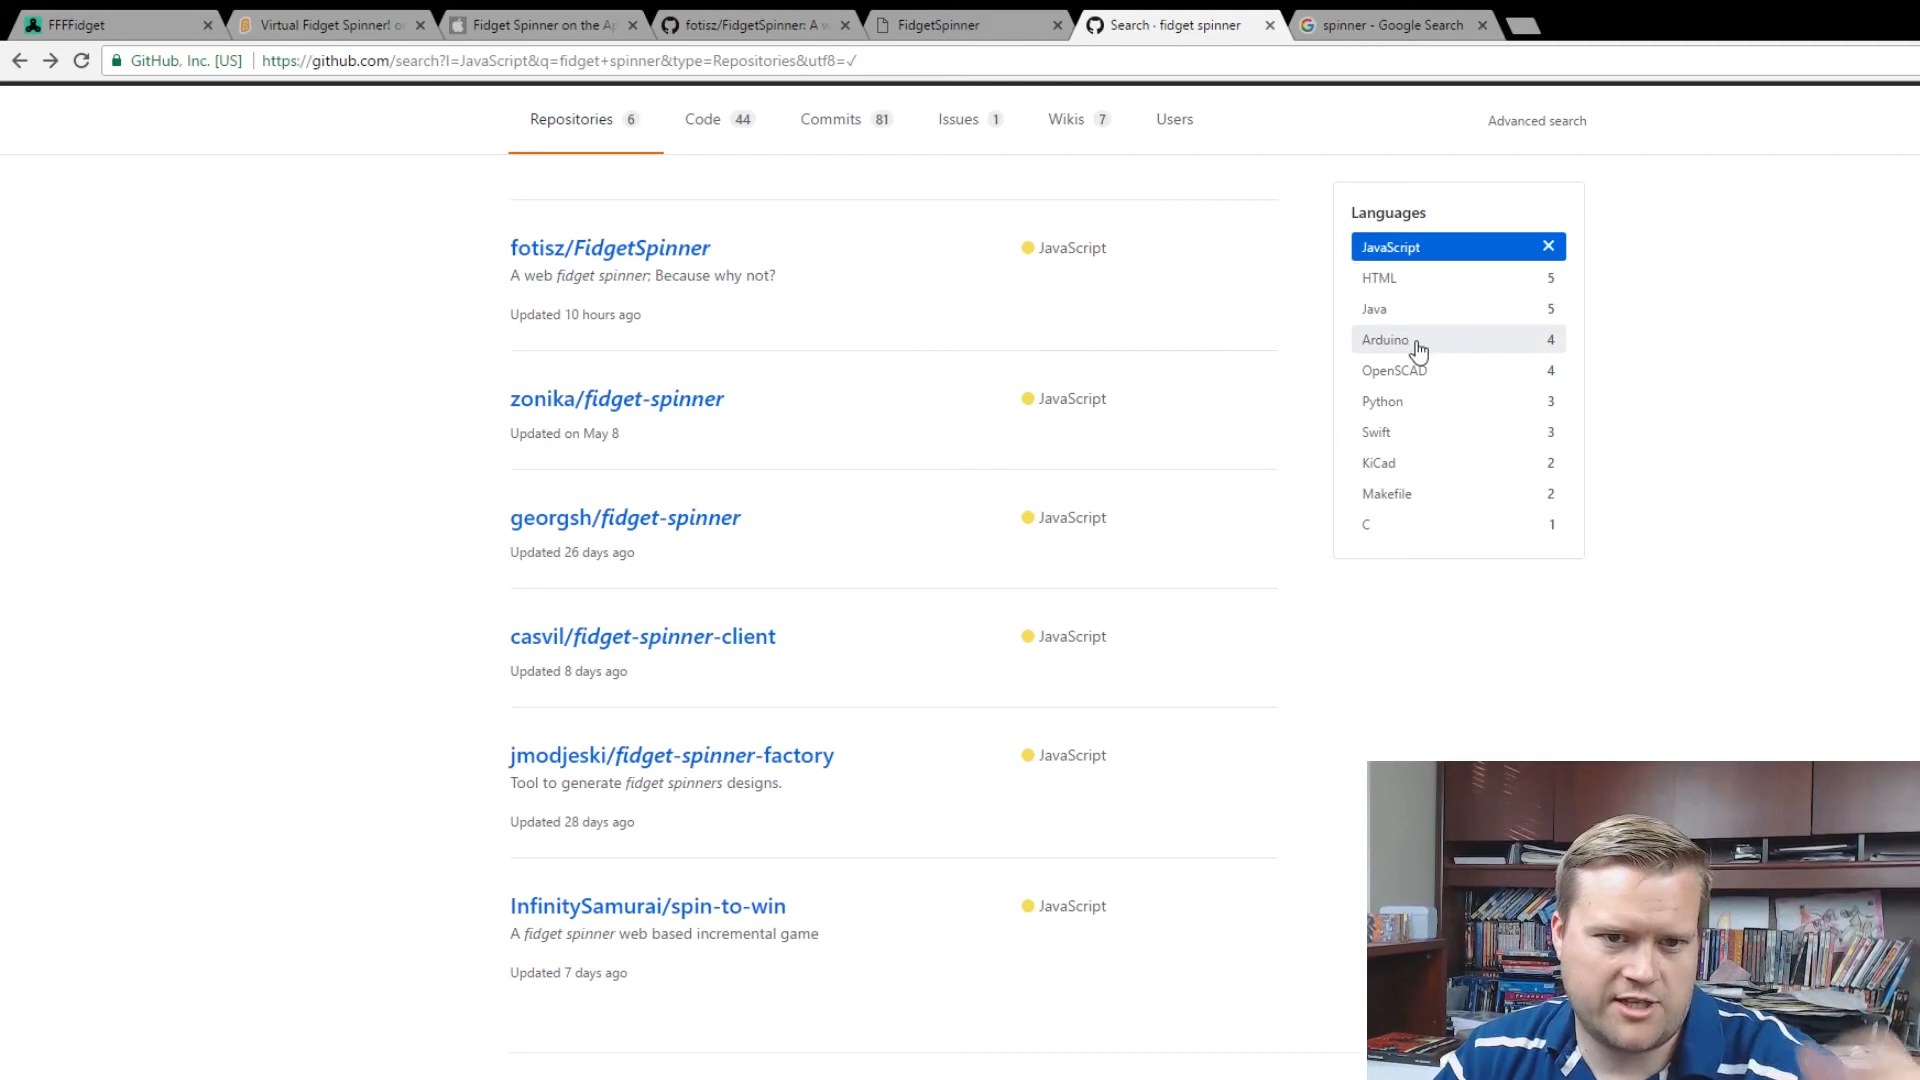 FFFFidget
Virtual Fidget Spinner! o
Fidget Spinner on the Ap
fotisz/FidgetSpinner: A w
FidgetSpinner
Search · fidget spinner
spinner - Google Search
GitHub, Inc. [US]
https://github.com/search?l=JavaScript&q=fidget+spinner&type=Repositories&utf8=✓
Repositories 6
Code 44
Commits 81
Issues 1
Wikis 7
Users
Advanced search
fotisz/FidgetSpinner
JavaScript
A web fidget spinner; Because why not?
Updated 10 hours ago
zonika/fidget-spinner
JavaScript
Updated on May 8
georgsh/fidget-spinner
JavaScript
Updated 26 days ago
casvil/fidget-spinner-client
JavaScript
Updated 8 days ago
jmodjeski/fidget-spinner-factory
JavaScript
Tool to generate fidget spinners designs.
Updated 28 days ago
InfinitySamurai/spin-to-win
JavaScript
A fidget spinner web based incremental game
Updated 7 days ago
Languages
JavaScript
HTML 5
Java 5
Arduino 4
OpenSCAD 4
Python 3
Swift 3
KiCad 2
Makefile 2
C 1